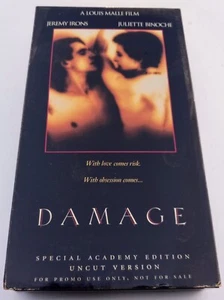 A LOUIS MALLE FILM
JEREMY IRONS JULIETTE BINOCHE
With love comes risk.
With obsession comes...
DAMAGE
SPECIAL ACADEMY EDITION
UNCUT VERSION
FOR PROMO USE ONLY, NOT FOR SALE